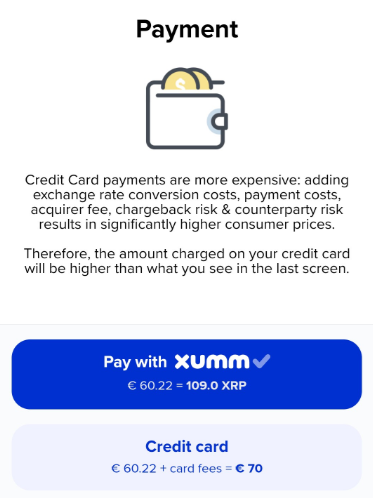 Payment
$
Credit Card payments are more expensive: adding
exchange rate conversion costs, payment costs,
acquirer fee, chargeback risk & counterparty risk
results in significantly higher consumer prices.
Therefore, the amount charged on your credit card
will be higher than what you see in the last screen.
Pay with xumm
€ 60.22 = 109.0 XRP
Credit card
€ 60.22 + card fees = € 70